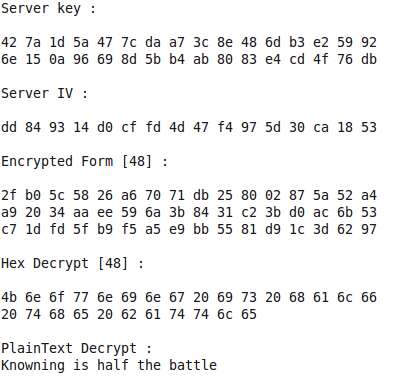 Server key :
42 7a 1d 5a 47 7c da a7 3c 8e 48 6d b3 e2 59 92
6e 15 0a 96 69 8d 5b b4 ab 80 83 e4 cd 4f 76 db
Server IV :
dd 84 93 14 d0 cf fd 4d 47 f4 97 5d 30 ca 18 53
Encrypted Form [48] :
2f b0 5c 58 26 a6 70 71 db 25 80 02 87 5a 52 a4
a9 20 34 aa ee 59 6a 3b 84 31 c2 3b d0 ac 6b 53
c7 1d fd 5f b9 f5 a5 e9 bb 55 81 d9 1c 3d 62 97
Hex Decrypt [48] :
4b 6e 6f 77 6e 69 6e 67 20 69 73 20 68 61 6c 66
20 74 68 65 20 62 61 74 74 6c 65
PlainText Decrypt :
Knowning is half the battle